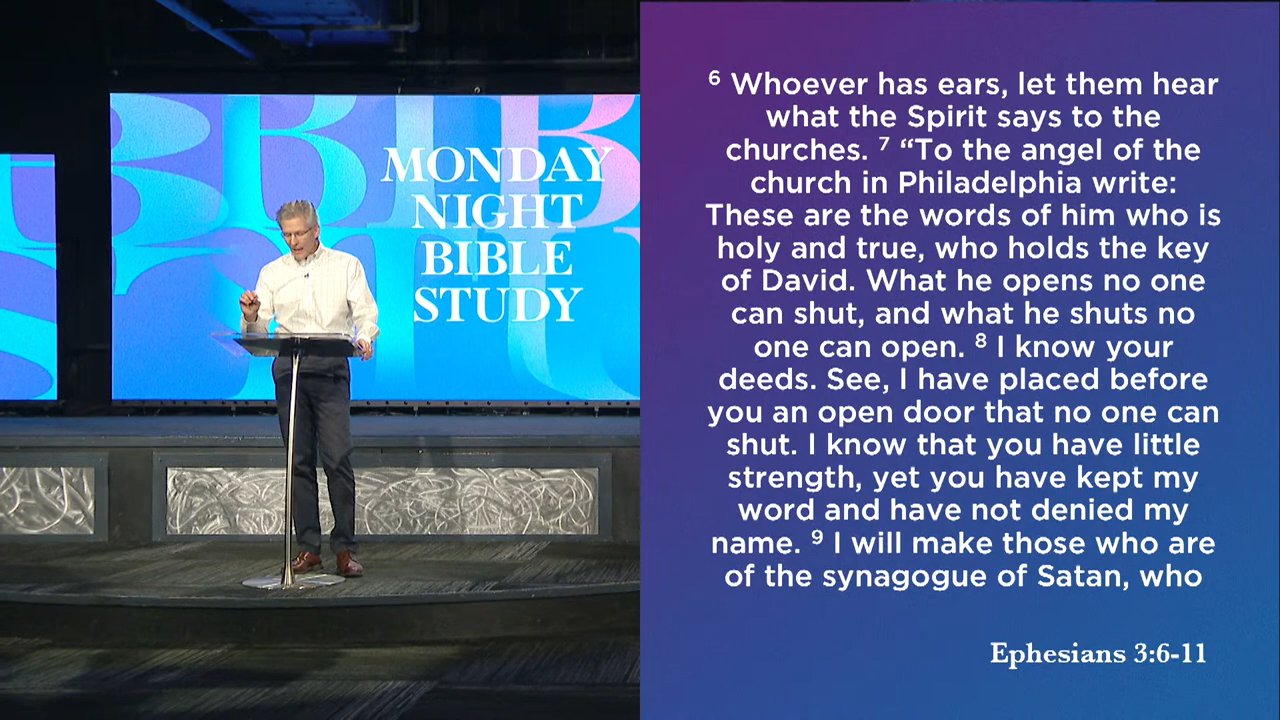 MONDAY
NIGHT
BIBLE
STUDY
6 Whoever has ears, let them hear
what the Spirit says to the
churches. 7 “To the angel of the
church in Philadelphia write:
These are the words of him who is
holy and true, who holds the key
of David. What he opens no one
can shut, and what he shuts no
one can open. 8 I know your
deeds. See, I have placed before
you an open door that no one can
shut. I know that you have little
strength, yet you have kept my
word and have not denied my
name. 9 I will make those who are
of the synagogue of Satan, who
Ephesians 3:6-11